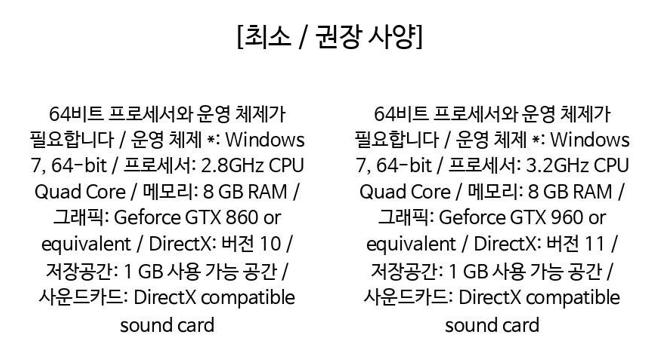 [최소 / 권장 사양]
64비트 프로세서와 운영 체제가
필요합니다 / 운영 체제 *: Windows
7, 64-bit / 프로세서: 2.8GHz CPU
Quad Core / 메모리: 8 GB RAM /
그래픽: Geforce GTX 860 or
equivalent / DirectX: 버전 10 /
저장공간: 1 GB 사용 가능 공간 /
사운드카드: DirectX compatible
sound card
64비트 프로세서와 운영 체제가
필요합니다 / 운영 체제 *: Windows
7, 64-bit / 프로세서: 3.2GHz CPU
Quad Core / 메모리: 8 GB RAM /
그래픽: Geforce GTX 960 or
equivalent / DirectX: 버전 11 /
저장공간: 1 GB 사용 가능 공간 /
사운드카드: DirectX compatible
sound card